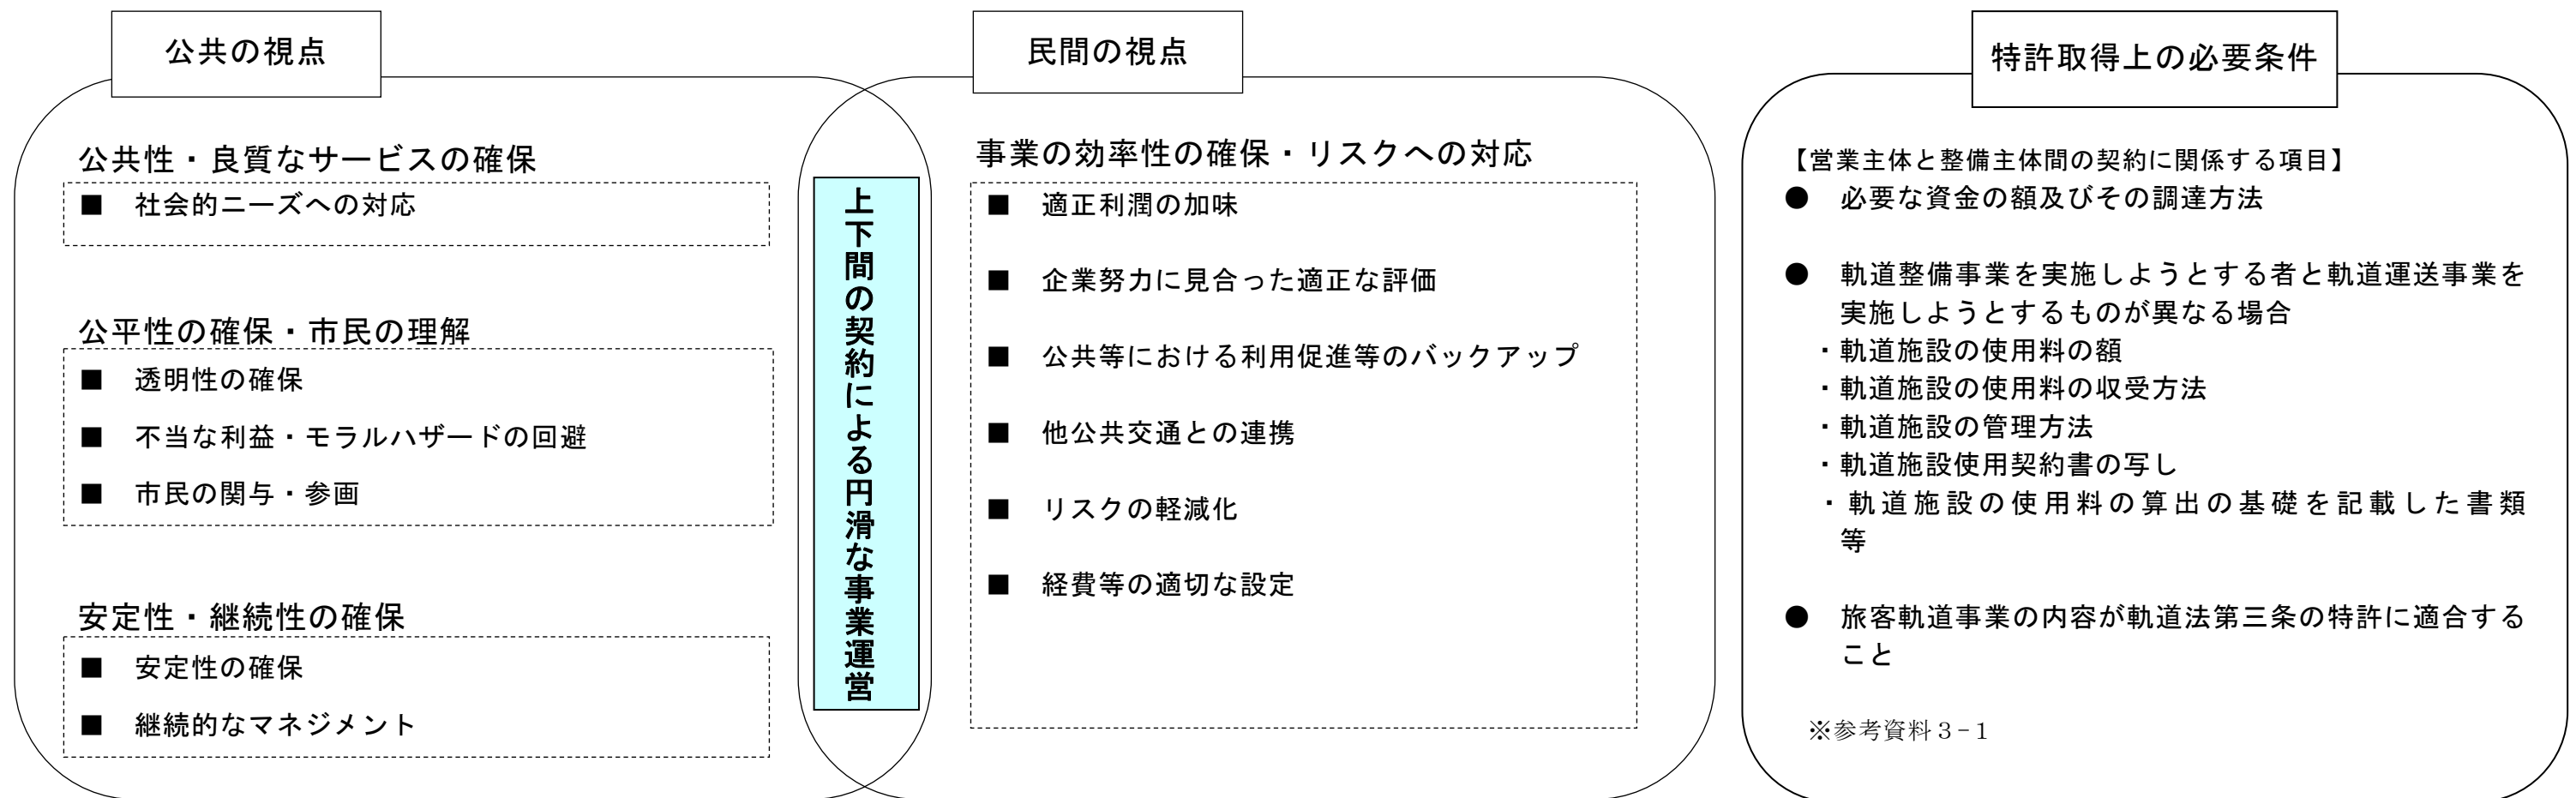 公共の視点
公共性・良質なサービスの確保
■ 社会的ニーズへの対応
公平性の確保・市民の理解
■ 透明性の確保
■ 不当な利益・モラルハザードの回避
■ 市民の関与・参画
安定性・継続性の確保
■ 安定性の確保
■ 継続的なマネジメント
上下間の契約による円滑な事業運営
民間の視点
事業の効率性の確保・リスクへの対応
■ 適正利潤の加味
■ 企業努力に見合った適正な評価
■ 公共等における利用促進等のバックアップ
■ 他公共交通との連携
■ リスクの軽減化
■ 経費等の適切な設定
特許取得上の必要条件
【営業主体と整備主体間の契約に関係する項目】
● 必要な資金の額及びその調達方法
● 軌道整備事業を実施しようとする者と軌道運送事業を
実施しようとするものが異なる場合
・軌道施設の使用料の額
・軌道施設の使用料の収受方法
・軌道施設の管理方法
・軌道施設使用契約書の写し
・軌道施設の使用料の算出の基礎を記載した書類
等
● 旅客軌道事業の内容が軌道法第三条の特許に適合する
こと
※参考資料３-１